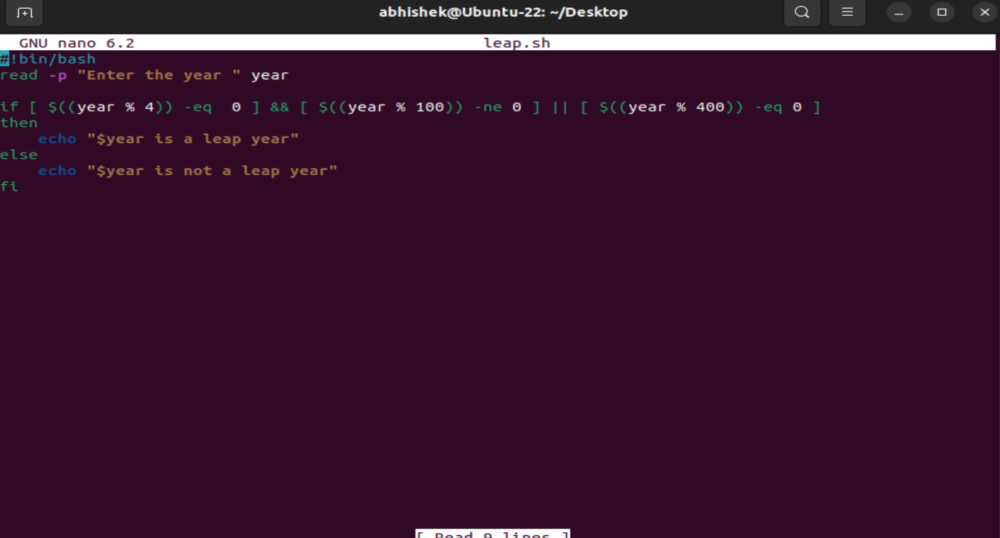 abhishek@Ubuntu-22: ~/Desktop
GNU nano 6.2 leap.sh
#!bin/bash
read -p "Enter the year " year
if [ $((year % 4)) -eq  0 ] && [ $((year % 100)) -ne 0 ] || [ $((year % 400)) -eq 0 ]
then
    echo "$year is a leap year"
else
    echo "$year is not a leap year"
fi
[ Read 9 lines ]